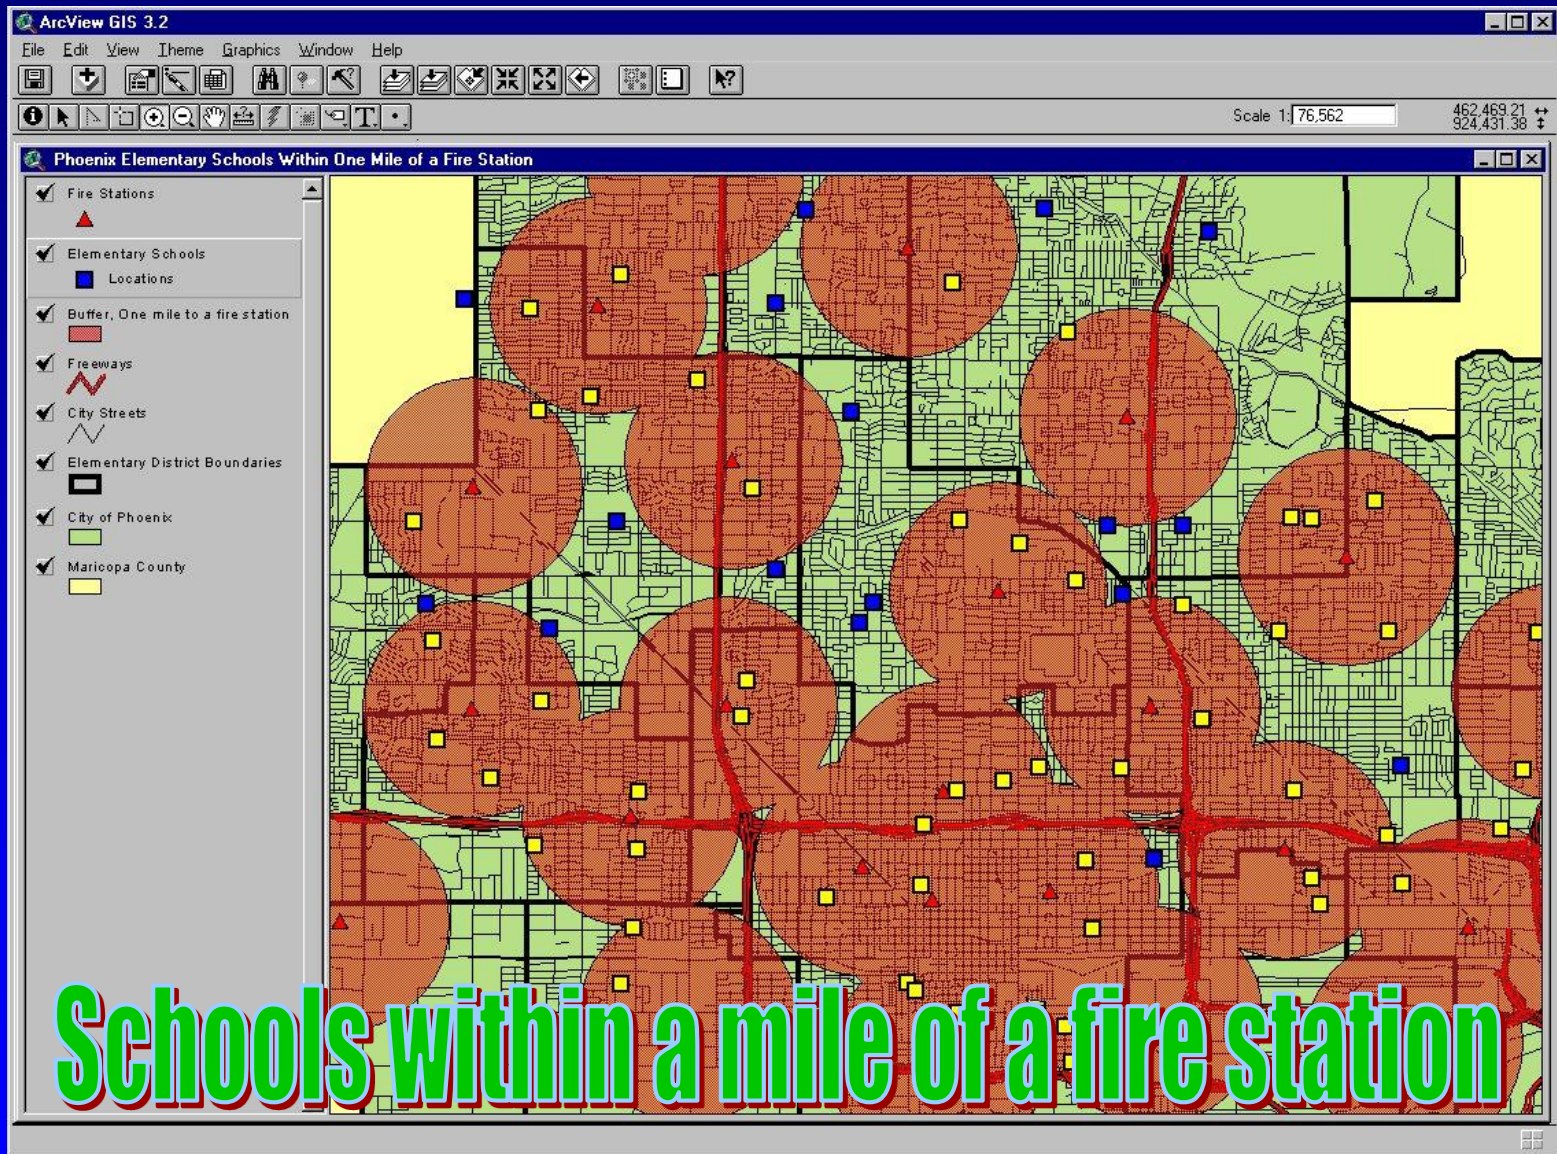 ArcView GIS 3.2
File Edit View Theme Graphics Window Help
Scale 1: 76,562
462,469.21
924,431.38
Phoenix Elementary Schools Within One Mile of a Fire Station
Fire Stations
Elementary Schools
Locations
Buffer, One mile to a fire station
Freeways
City Streets
Elementary District Boundaries
City of Phoenix
Maricopa County
Schools within a mile of a fire station